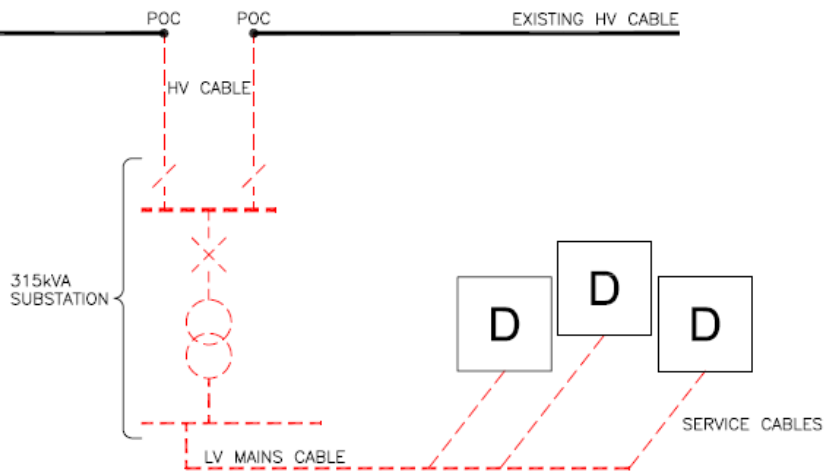 POC
POC
EXISTING HV CABLE
HV CABLE
315kVA
SUBSTATION
D
D
D
SERVICE CABLES
LV MAINS CABLE